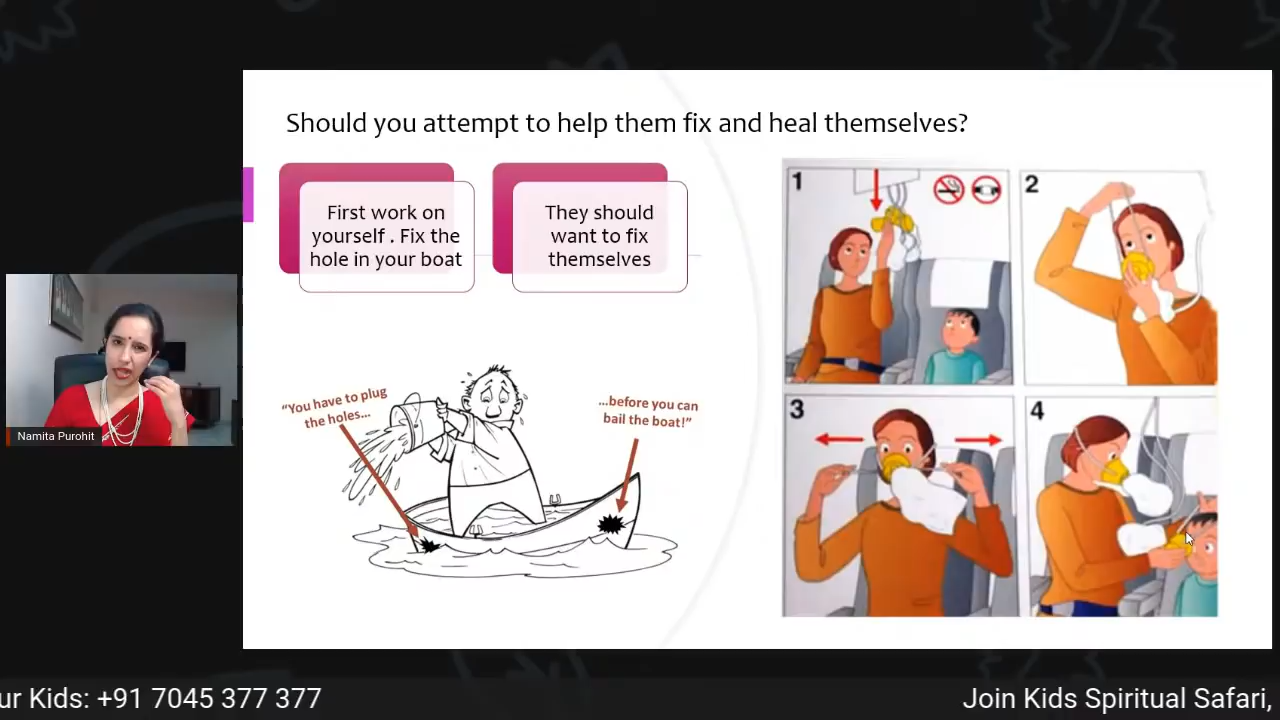 Should you attempt to help them fix and heal themselves?
First work on
yourself . Fix the
hole in your boat
They should
want to fix
themselves
"You have to plug
the holes...
...before you can
bail the boat!"
1
2
3
4
Namita Purohit
ur Kids: +91 7045 377 377
Join Kids Spiritual Safari,